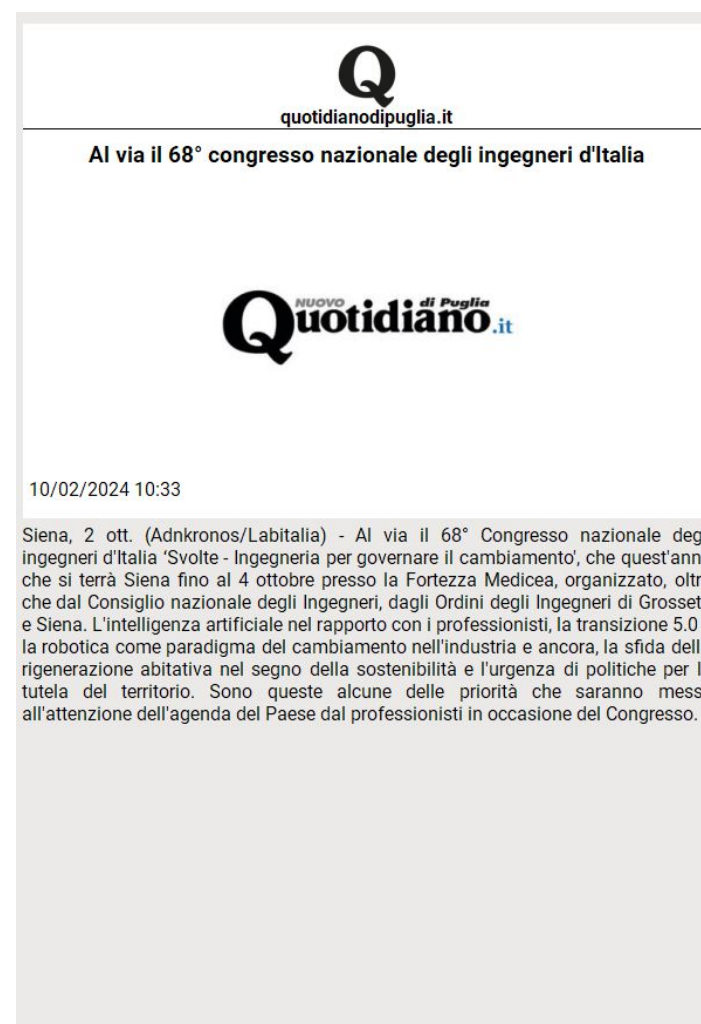 Q
quotidianodipuglia.it
Al via il 68° congresso nazionale degli ingegneri d'Italia
NUOVO Quotidiano di Puglia .it
10/02/2024 10:33
Siena, 2 ott. (Adnkronos/Labitalia) - Al via il 68° Congresso nazionale deg
ingegneri d'Italia ‘Svolte - Ingegneria per governare il cambiamento', che quest'ann
che si terrà Siena fino al 4 ottobre presso la Fortezza Medicea, organizzato, oltr
che dal Consiglio nazionale degli Ingegneri, dagli Ordini degli Ingegneri di Grosset
e Siena. L'intelligenza artificiale nel rapporto con i professionisti, la transizione 5.0
la robotica come paradigma del cambiamento nell'industria e ancora, la sfida dell
rigenerazione abitativa nel segno della sostenibilità e l'urgenza di politiche per l
tutela del territorio. Sono queste alcune delle priorità che saranno mess
all'attenzione dell'agenda del Paese dal professionisti in occasione del Congresso.